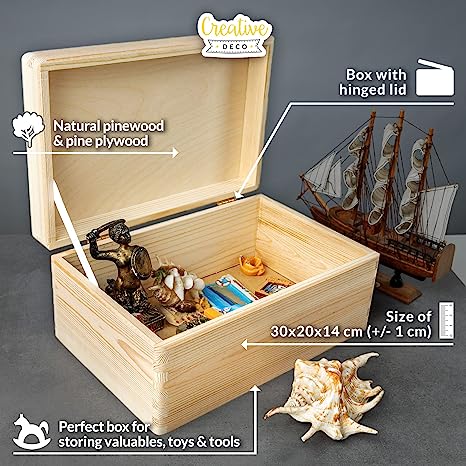 Creative
DECO
Box with
hinged lid
Natural pinewood
& pine plywood
Size of
30x20x14 cm (+/- 1 cm)
Perfect box for
storing valuables, toys & tools